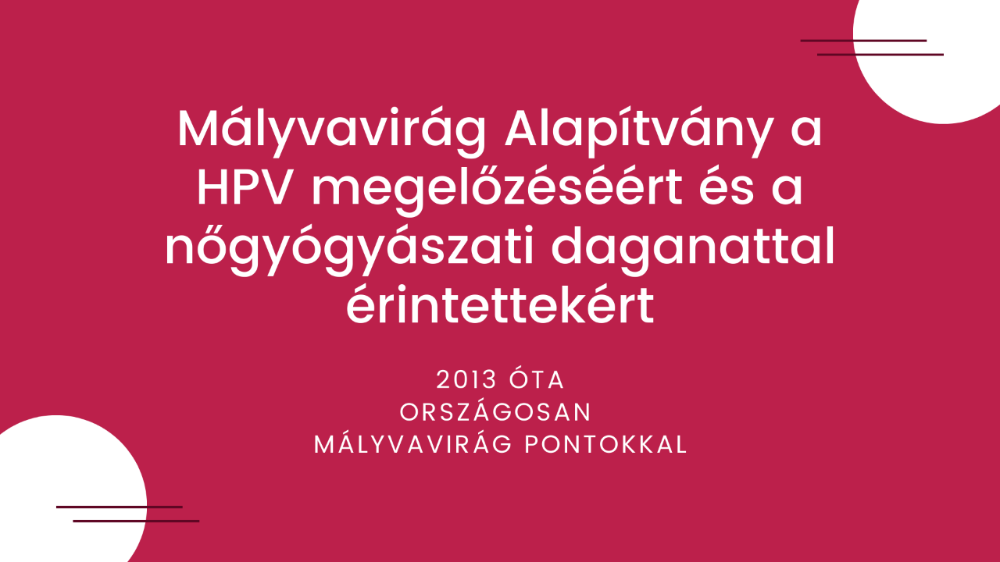 Mályvavirág Alapítvány a
HPV megelőzéséért és a
nőgyógyászati daganattal
érintettekért
2013 ÓTA
ORSZÁGOSAN
MÁLYVAVIRÁG PONTOKKAL